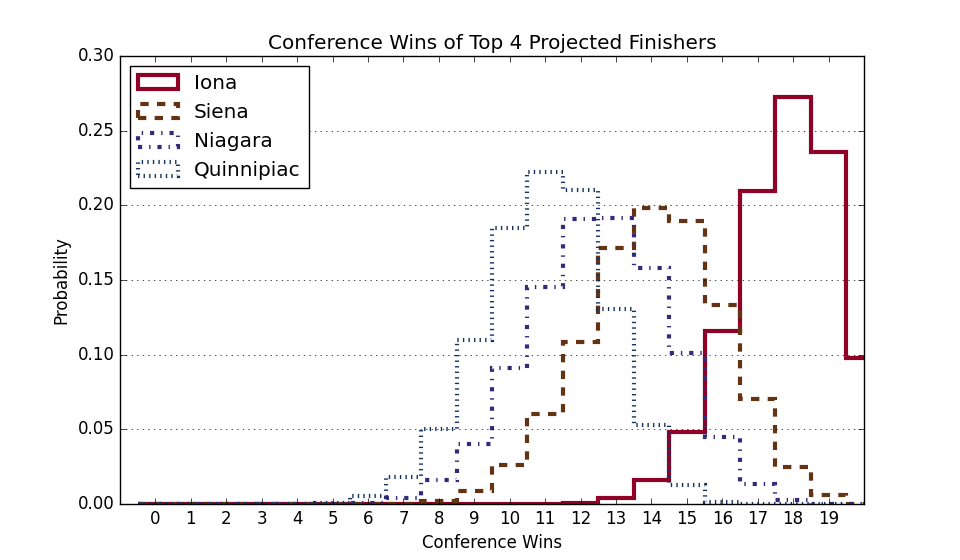 Conference Wins of Top 4 Projected Finishers
0.30
0.25
0.20
0.15
0.10
0.05
0.00
Probability
Iona
Siena
Niagara
Quinnipiac
0 1 2 3 4 5 6 7 8 9 10 11 12 13 14 15 16 17 18 19
Conference Wins